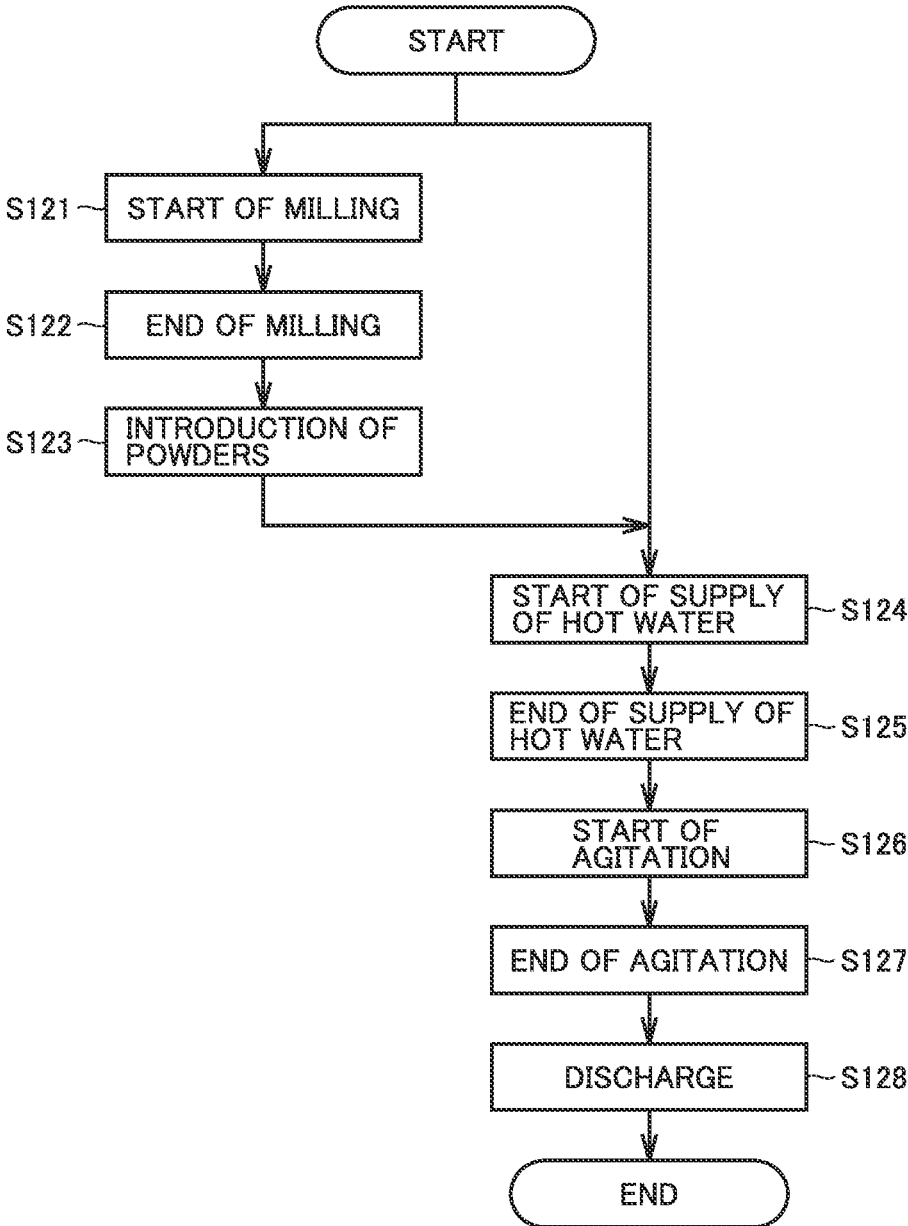 START
S121
START OF MILLING
S122
END OF MILLING
S123
INTRODUCTION OF
POWDERS
START OF SUPPLY
OF HOT WATER
S124
END OF SUPPLY OF
HOT WATER
S125
START OF
AGITATION
S126
END OF AGITATION
S127
DISCHARGE
S128
END